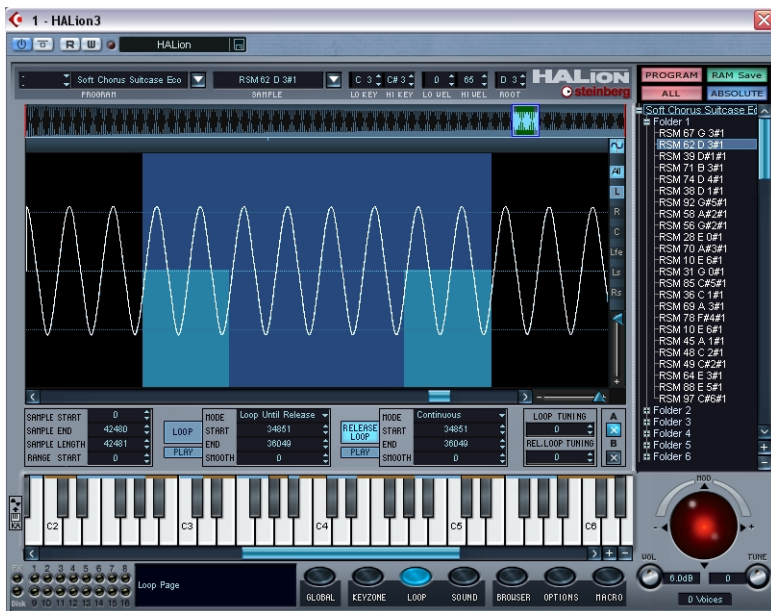 1 - HALion3
R W HALion
Soft Chorus Suitcase Eco RSM 62 D 3#1 C 3 C# 3 0 65 D 3 HALION
PROGRAM SAMPLE LO KEY HI KEY LO VEL HI VEL ROOT steinberg
PROGRAM RAM Save
ALL ABSOLUTE
Soft Chorus Suitcase Ec
Folder 1
RSM 67 G 3#1
RSM 62 D 3#1
RSM 39 D#1#1
RSM 71 B 3#1
RSM 74 D 4#1
RSM 38 D 1#1
RSM 92 G#5#1
RSM 58 A#2#1
RSM 56 G#2#1
RSM 28 E 0#1
RSM 70 A#3#1
RSM 10 E 6#1
RSM 31 G 0#1
RSM 85 C#5#1
RSM 36 C 1#1
RSM 69 A 3#1
RSM 78 F#4#1
RSM 10 E 6#1
RSM 45 A 1#1
RSM 48 C 2#1
RSM 49 C#2#1
RSM 64 E 3#1
RSM 88 E 5#1
RSM 97 C#6#1
Folder 2
Folder 3
Folder 4
Folder 5
Folder 6
All
L
R
C
Lfe
Ls
Rs
SAMPLE START 0
SAMPLE END 42480
SAMPLE LENGTH 42481
RANGE START 0
LOOP
PLAY
MODE Loop Until Release
START 34851
END 36049
SMOOTH 0
RELEASE LOOP
PLAY
MODE Continuous
START 34851
END 36049
SMOOTH 0
LOOP TUNING
0
REL.LOOP TUNING
0
A
B
C2 C3 C4 C5 C6
MOD
VOL TUNE
6.0dB 0
0 Voices
FX 1 2 3 4 5 6 7 8
Disk 9 10 11 12 13 14 15 16
Loop Page
GLOBAL KEYZONE LOOP SOUND BROWSER OPTIONS MACRO